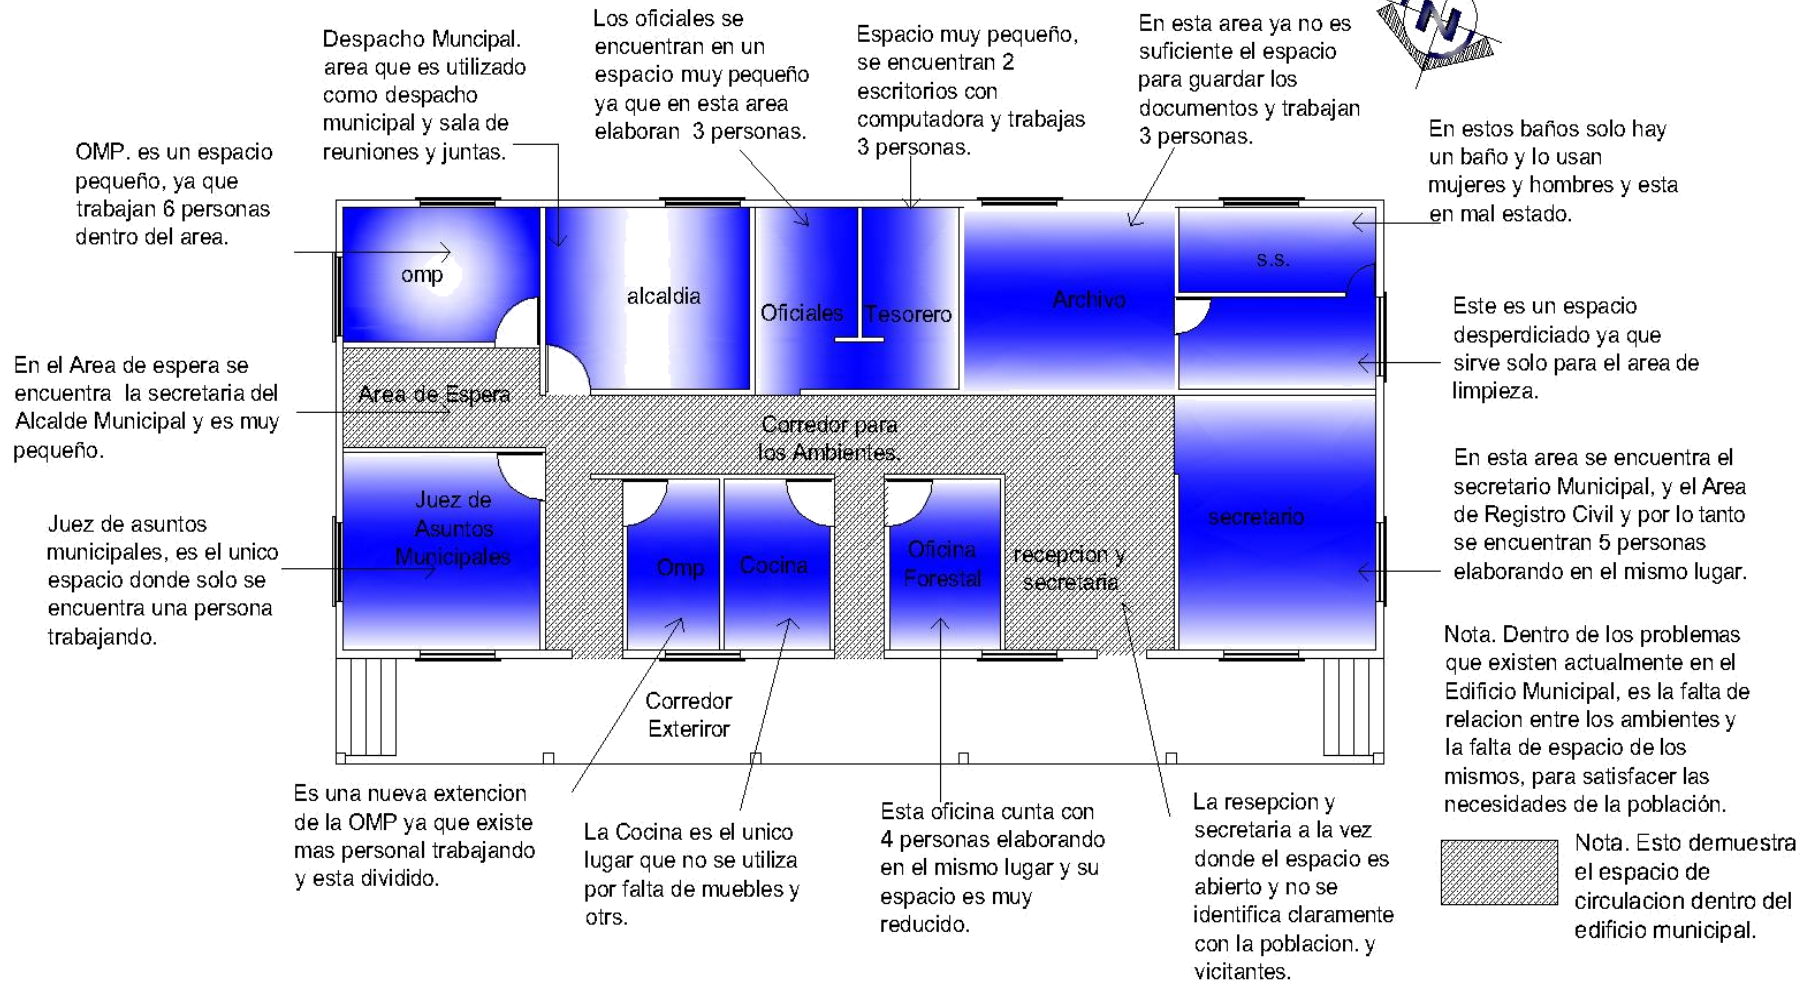 Despacho Muncipal.
area que es utilizado
como despacho
municipal y sala de
reuniones y juntas.
Los oficiales se
encuentran en un
espacio muy pequeño
ya que en esta area
elaboran 3 personas.
Espacio muy pequeño,
se encuentran 2
escritorios con
computadora y trabajas
3 personas.
En esta area ya no es
suficiente el espacio
para guardar los
documentos y trabajan
3 personas.
N
OMP. es un espacio
pequeño, ya que
trabajan 6 personas
dentro del area.
En estos baños solo hay
un baño y lo usan
mujeres y hombres y esta
en mal estado.
omp
alcaldia
Oficiales
Tesorero
Archivo
s.s.
Este es un espacio
desperdiciado ya que
sirve solo para el area de
limpieza.
En el Area de espera se
encuentra la secretaria del
Alcalde Municipal y es muy
pequeño.
Area de Espera
Corredor para
los Ambientes.
En esta area se encuentra el
secretario Municipal, y el Area
de Registro Civil y por lo tanto
se encuentran 5 personas
elaborando en el mismo lugar.
Juez de asuntos
municipales, es el unico
espacio donde solo se
encuentra una persona
trabajando.
Juez de
Asuntos
Municipales
Omp
Cocina
Oficina
Forestal
recepcion y
secretaria
secretario
Nota. Dentro de los problemas
que existen actualmente en el
Edificio Municipal, es la falta de
relacion entre los ambientes y
la falta de espacio de los
mismos, para satisfacer las
necesidades de la población.
Corredor
Exteriror
Es una nueva extencion
de la OMP ya que existe
mas personal trabajando
y esta dividido.
La Cocina es el unico
lugar que no se utiliza
por falta de muebles y
otrs.
Esta oficina cunta con
4 personas elaborando
en el mismo lugar y su
espacio es muy
reducido.
La resepcion y
secretaria a la vez
donde el espacio es
abierto y no se
identifica claramente
con la poblacion. y
vicitantes.
Nota. Esto demuestra
el espacio de
circulacion dentro del
edificio municipal.